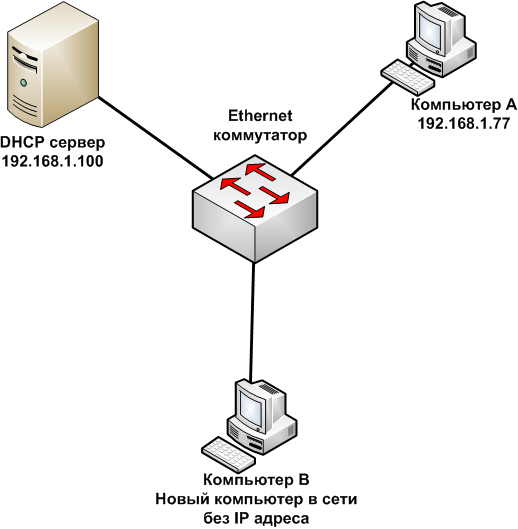 Ethernet
коммутатор
Компьютер A
192.168.1.77
DHCP сервер
192.168.1.100
Компьютер B
Новый компьютер в сети
без IP адреса